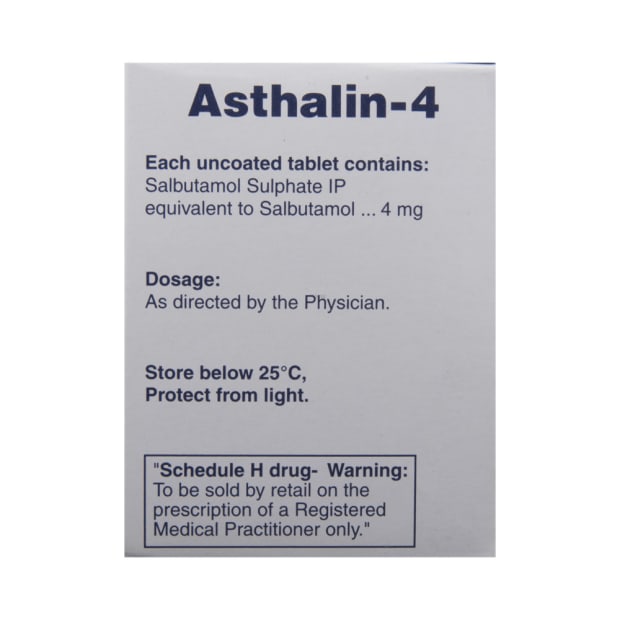 Asthalin-4
Each uncoated tablet contains:
Salbutamol Sulphate IP
equivalent to Salbutamol ... 4 mg
Dosage:
As directed by the Physician.
Store below 25°C,
Protect from light.
"Schedule H drug- Warning:
To be sold by retail on the
prescription of a Registered
Medical Practitioner only."